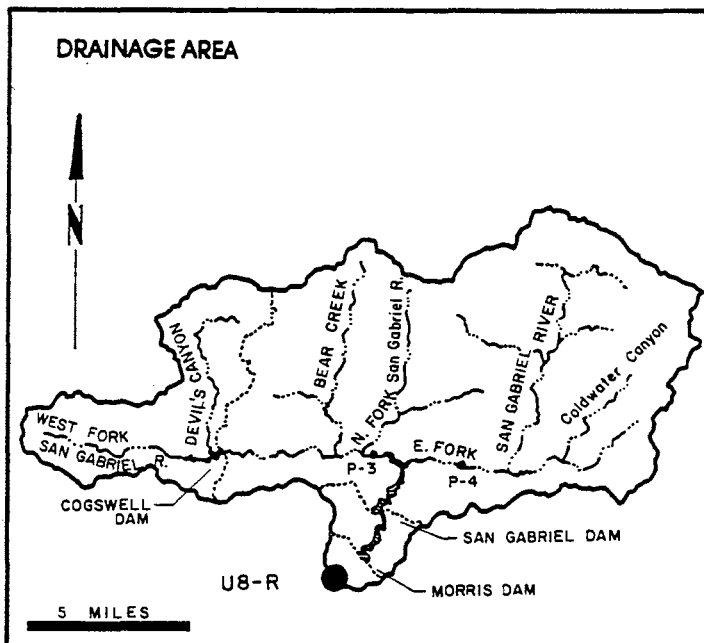 DRAINAGE AREA
N
DEVIL'S CANYON
BEAR CREEK
N. FORK San Gabriel R.
SAN GABRIEL RIVER
Coldwater Canyon
WEST FORK
SAN GABRIEL R.
E. FORK
P-3
P-4
COGSWELL
DAM
SAN GABRIEL DAM
U8-R
MORRIS DAM
5 MILES